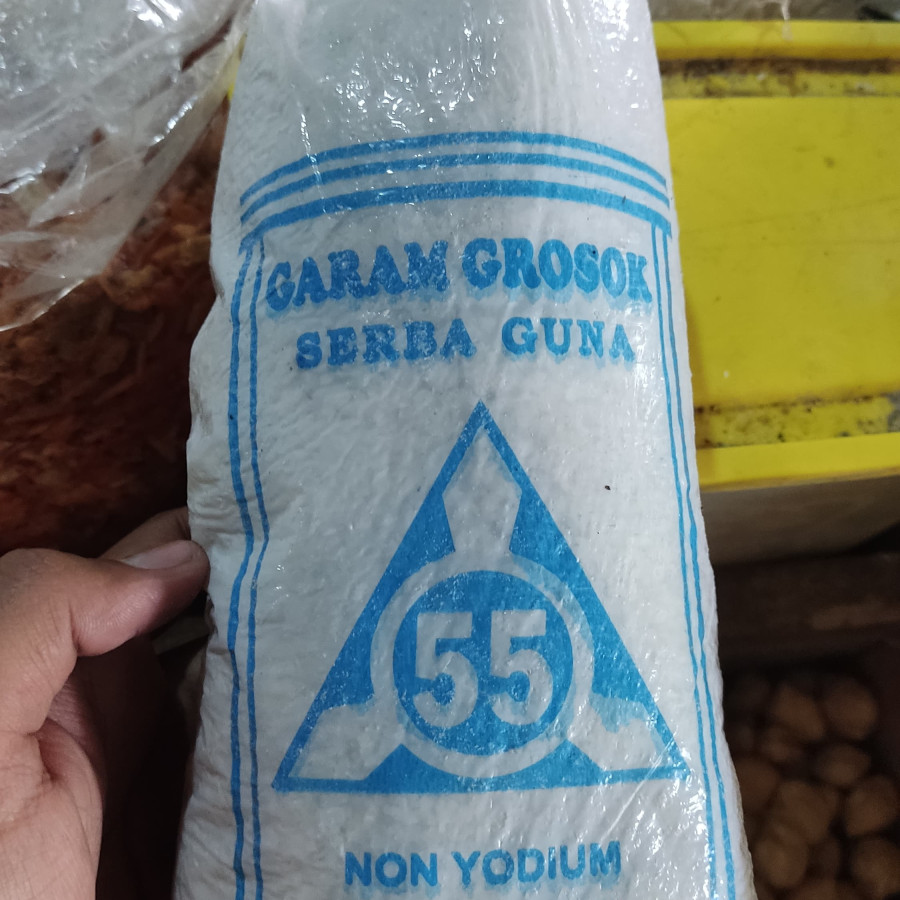 GARAM GROSOK
SERBA GUNA
55
NON YODIUM